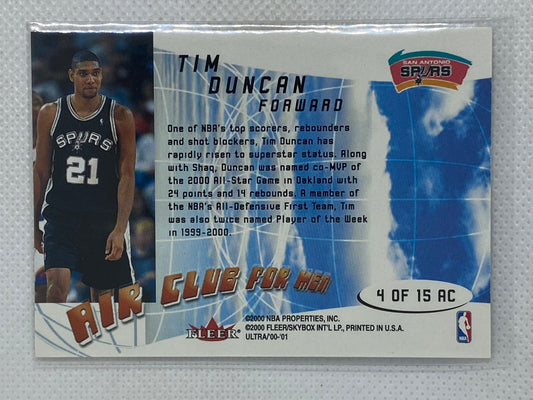 TIM
DUNCAN
FORWARD
SAN ANTONIO
SPURS
One of NBA's top scorers, rebounders
and shot blockers, Tim Duncan has
rapidly risen to superstar status. Along
with Shaq, Duncan was named co-MVP of
the 2000 All-Star Game in Oakland with
24 points and 14 rebounds. A member of
the NBA's All-Defensive First Team, Tim
was also twice named Player of the Week
in 1999-2000.
SPURS
21
AIR CLUB FOR MEN
4 OF 15 AC
FLEER
©2000 NBA PROPERTIES, INC.
©2000 FLEER/SKYBOX INT'L LP., PRINTED IN U.S.A.
ULTRA/'00-'01
NBA